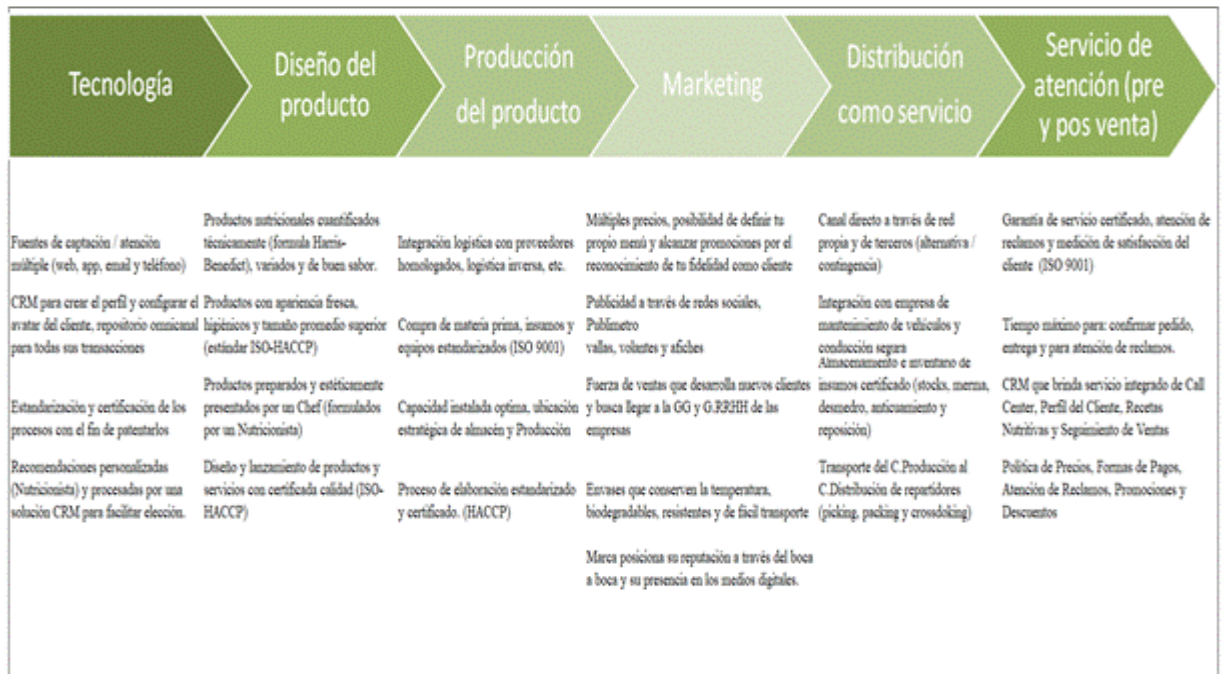 Tecnología
Diseño del
producto
Producción
del producto
Marketing
Distribución
como servicio
Servicio de
atención (pre
y pos venta)
Fuentes de captación / atención
múltiple (web, app, email y teléfono)
CRM para crear el perfil y configurar el
avatar del cliente, repositorio omnicanal
para todas sus transacciones
Estandarización y certificación de los
procesos con el fin de patentarlos
Recomendaciones personalizadas
(Nutricionista) y procesadas por una
solución CRM para facilitar elección.
Productos nutricionales cuantificados
técnicamente (formula Harris-
Benedict), variados y de buen sabor.
Productos con apariencia fresca,
higiénicos y tamaño promedio superior
(estándar ISO-HACCP)
Productos preparados y estéticamente
presentados por un Chef (formulados
por un Nutricionista)
Diseño y lanzamiento de productos y
servicios con certificada calidad (ISO-
HACCP)
Integración logística con proveedores
homologados, logística inversa, etc.
Compra de materia prima, insumos y
equipos estandarizados (ISO 9001)
Capacidad instalada optima, ubicación
estratégica de almacén y Producción
Proceso de elaboración estandarizado
y certificado. (HACCP)
Múltiples precios, posibilidad de definir tu
propio menú y alcanzar promociones por el
reconocimiento de tu fidelidad como cliente
Publicidad a través de redes sociales,
Publimetro
vallas, volantes y afiches
Fuerza de ventas que desarrolla nuevos clientes
y busca llegar a la GG y G.RRHH de las
empresas
Envases que conserven la temperatura,
biodegradables, resistentes y de fácil transporte
Marca posiciona su reputación a través del boca
a boca y su presencia en los medios digitales.
Canal directo a través de red
propia y de terceros (alternativa /
contingencia)
Integración con empresa de
mantenimiento de vehículos y
conducción segura
Almacenamiento e inventario de
insumos certificado (stocks, merma,
desmedro, anticuamiento y
reposición)
Transporte del C.Producción al
C.Distribución de repartidores
(picking, packing y crossdoking)
Garantía de servicio certificado, atención de
reclamos y medición de satisfacción del
cliente (ISO 9001)
Tiempo máximo para: confirmar pedido,
entrega y para atención de reclamos.
CRM que brinda servicio integrado de Call
Center, Perfil del Cliente, Recetas
Nutritivas y Seguimiento de Ventas
Política de Precios, Formas de Pagos,
Atención de Reclamos, Promociones y
Descuentos